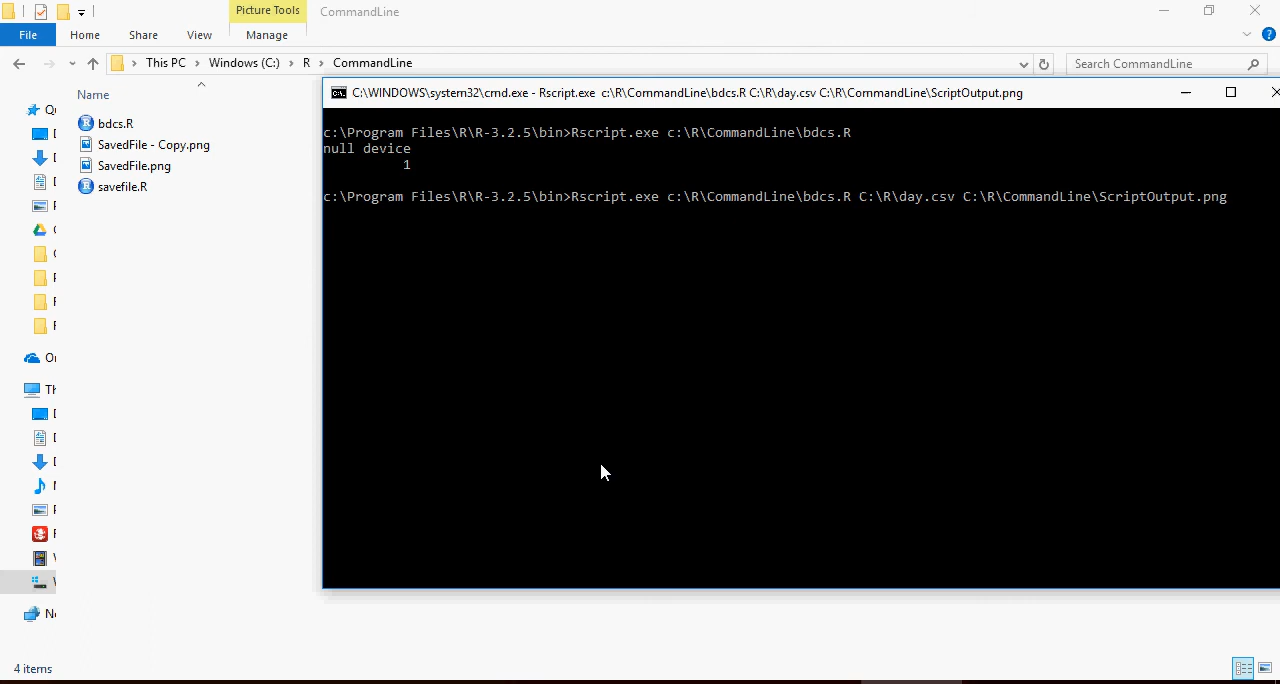 Picture Tools
CommandLine
File
Home
Share
View
Manage
This PC
Windows (C:)
R
CommandLine
Search CommandLine
Name
bdcs.R
SavedFile - Copy.png
SavedFile.png
savefile.R
C:\WINDOWS\system32\cmd.exe - Rscript.exe c:\R\CommandLine\bdcs.R C:\R\day.csv C:\R\CommandLine\ScriptOutput.png
c:\Program Files\R\R-3.2.5\bin>Rscript.exe c:\R\CommandLine\bdcs.R
null device
1
c:\Program Files\R\R-3.2.5\bin>Rscript.exe c:\R\CommandLine\bdcs.R C:\R\day.csv C:\R\CommandLine\ScriptOutput.png
4 items